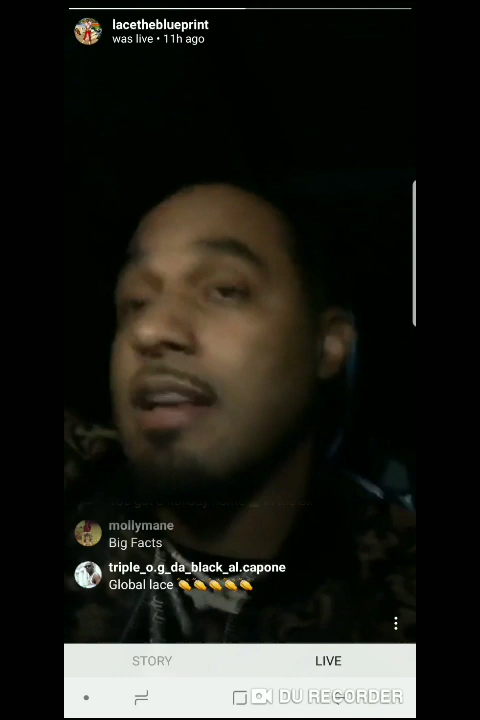 lacetheblueprint
was live • 11h ago
mollymane
Big Facts
triple_o.g_da_black_al.capone
Global lace 👏👏👏👏👏
STORY
LIVE
DU RECORDER